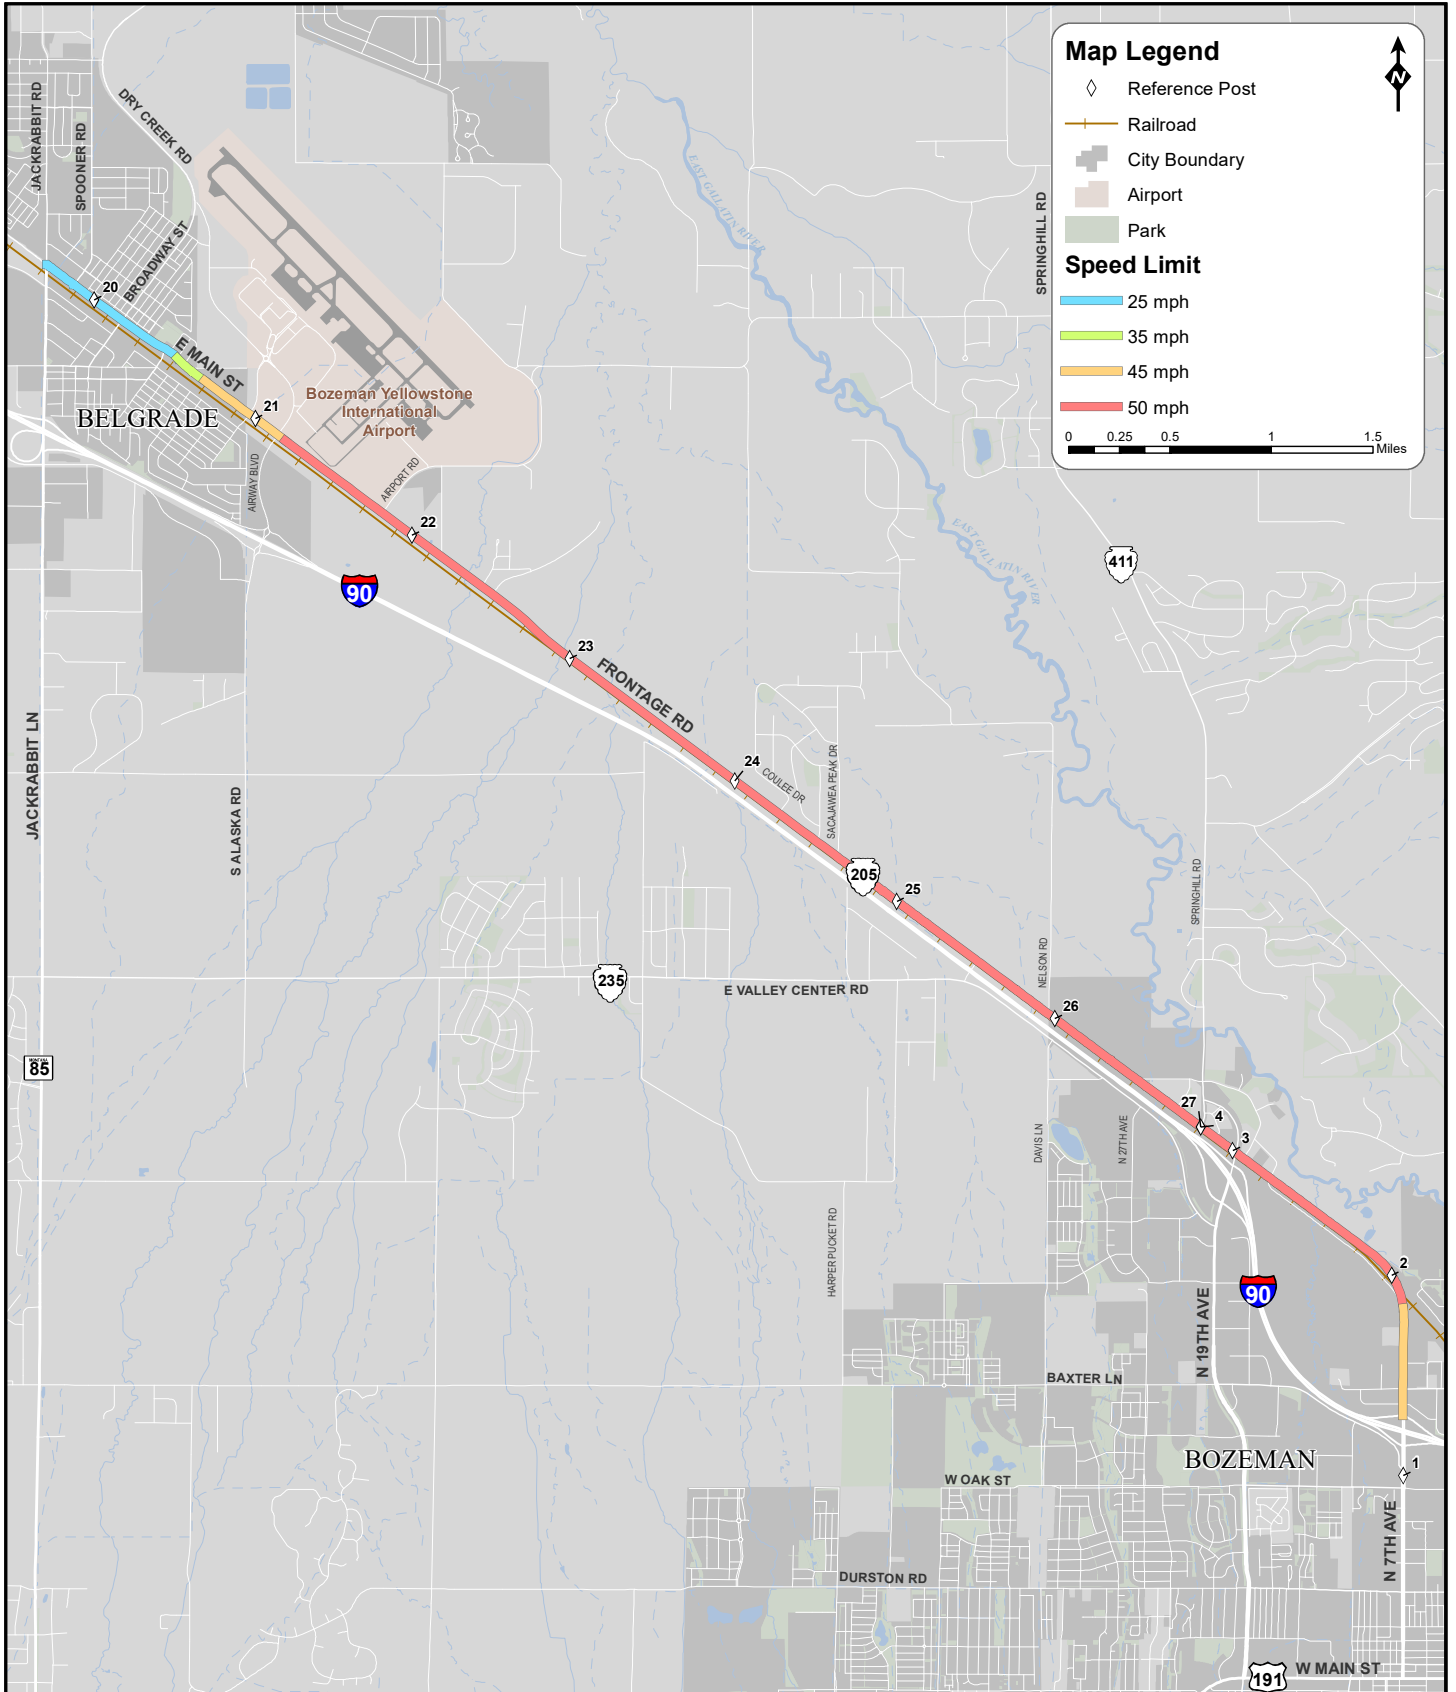 Map Legend
N
Reference Post
Railroad
City Boundary
Airport
Park
Speed Limit
25 mph
35 mph
45 mph
50 mph
0 0.25 0.5 1 1.5
Miles
JACKRABBIT RD
SPOONER RD
DRY CREEK RD
BROADWAY ST
20
E MAIN ST
BELGRADE
21
Bozeman Yellowstone
International
Airport
AIRWAY BLVD
AIRPORT RD
22
90
EAST GALLATIN RIVER
SPRINGHILL RD
EAST GALLATIN RIVER
411
23
FRONTAGE RD
JACKRABBIT LN
S ALASKA RD
24
COULEE DR
SACAJAWEA PEAK DR
205
25
SPRINGHILL RD
NELSON RD
235
E VALLEY CENTER RD
26
MONTANA
85
27
4
3
DAVIS LN
N 27TH AVE
HARPER PUCKET RD
2
90
N 19TH AVE
BAXTER LN
BOZEMAN
1
W OAK ST
N 7TH AVE
DURSTON RD
191
W MAIN ST